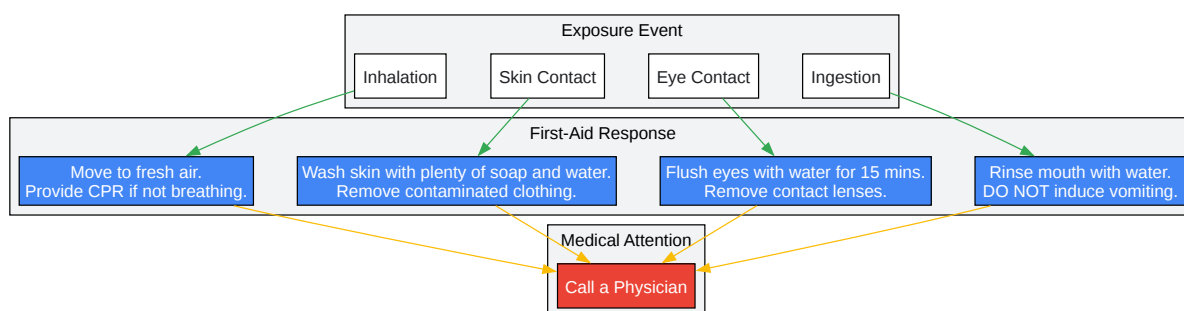 Exposure Event
Inhalation
Skin Contact
Eye Contact
Ingestion
First-Aid Response
Move to fresh air.
Provide CPR if not breathing.
Wash skin with plenty of soap and water.
Remove contaminated clothing.
Flush eyes with water for 15 mins.
Remove contact lenses.
Rinse mouth with water.
DO NOT induce vomiting.
Medical Attention
Call a Physician